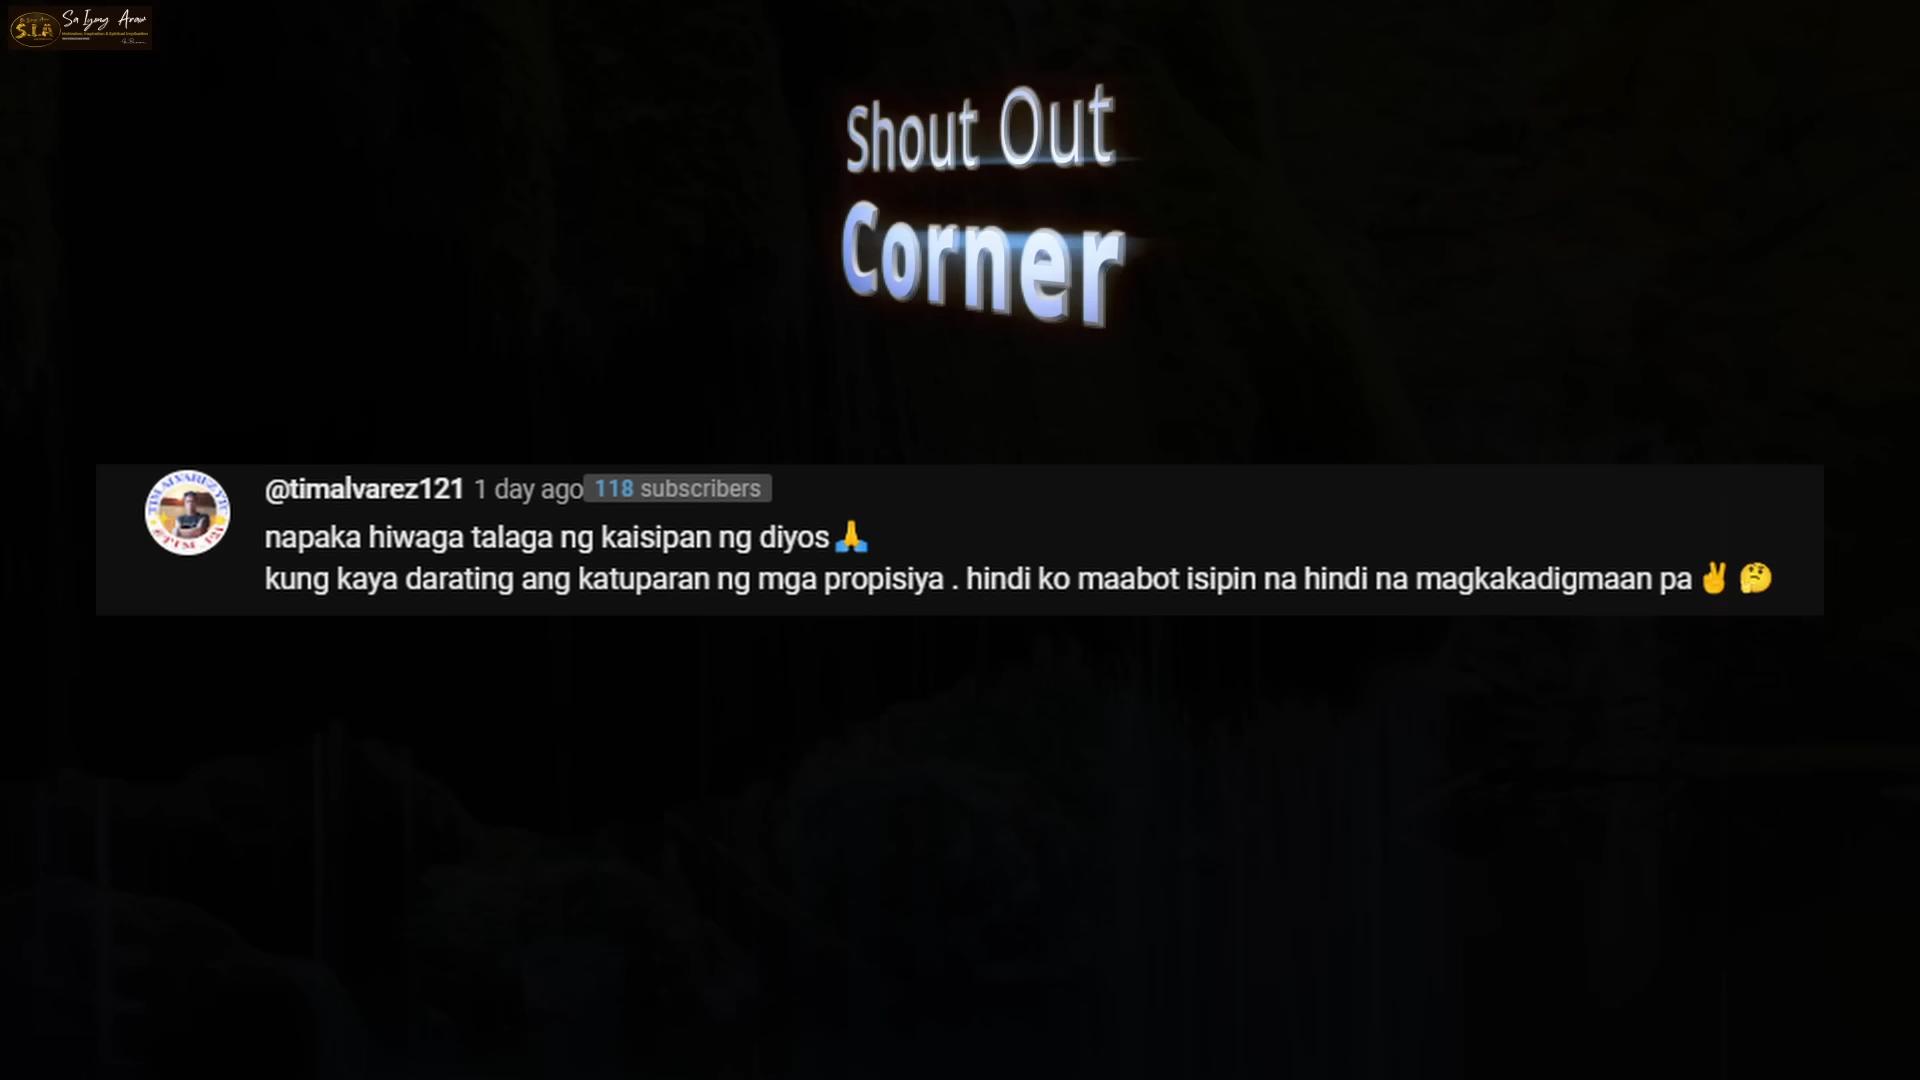 S.I.A
Sa Iyong Araw
Shout Out
Corner
@timalvarez121 1 day ago 118 subscribers
napaka hiwaga talaga ng kaisipan ng diyos🙏
kung kaya darating ang katuparan ng mga propisiya . hindi ko maabot isipin na hindi na magkakadigmaan pa✌️🤔